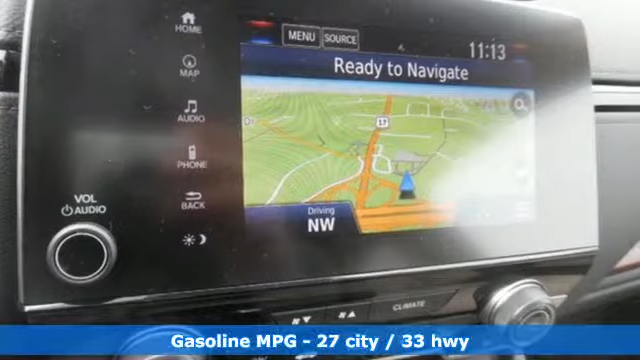 MENU SOURCE
11:13
Ready to Navigate
HOME
MAP
AUDIO
PHONE
BACK
17
Driving
NW
VOL
AUDIO
CLIMATE
Gasoline MPG - 27 city / 33 hwy